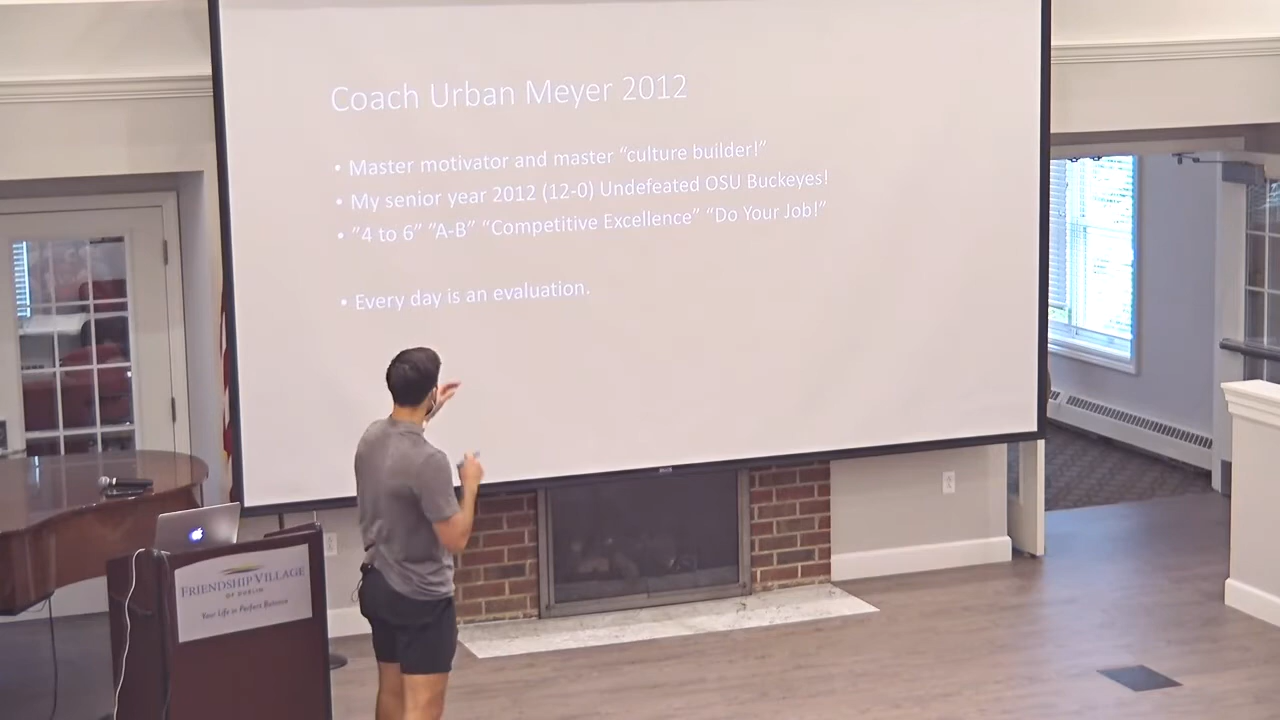 Coach Urban Meyer 2012
• Master motivator and master “culture builder!”
• My senior year 2012 (12-0) Undefeated OSU Buckeyes!
• ”4 to 6” “A-B” “Competitive Excellence” “Do Your Job!”
• Every day is an evaluation.
FRIENDSHIP VILLAGE
OF DUBLIN
Your Life in Perfect Balance